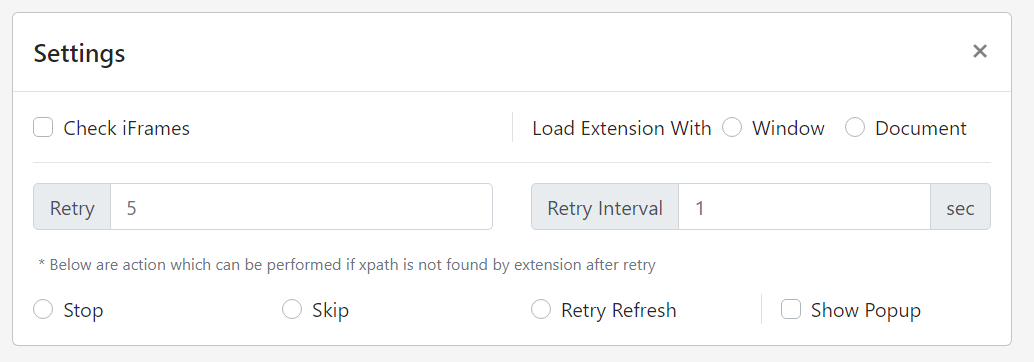 Settings ×
Check iFrames Load Extension With Window Document
Retry 5 Retry Interval 1 sec
* Below are action which can be performed if xpath is not found by extension after retry
Stop Skip Retry Refresh Show Popup